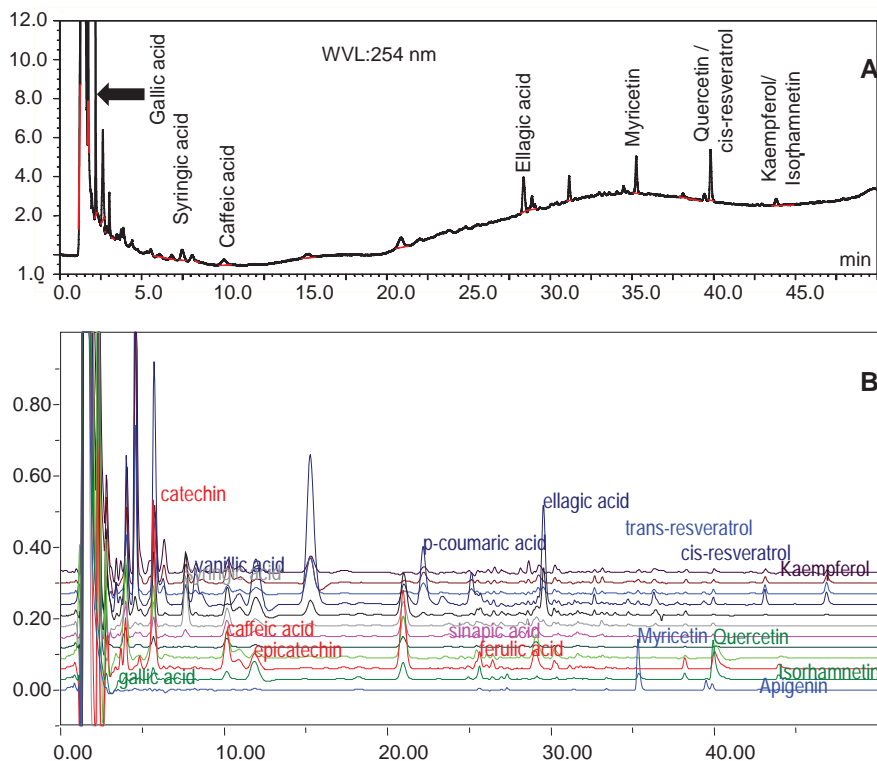 12.0
10.0
8.0
6.0
4.0
2.0
1.0
WVL:254 nm
A
Gallic acid
Syringic acid
Caffeic acid
Ellagic acid
Myricetin
Quercetin /
cis-resveratrol
Kaempferol/
Isorhamnetin
min
0.0 5.0 10.0 15.0 20.0 25.0 30.0 35.0 40.0 45.0
B
0.80
0.60
0.40
0.20
0.00
catechin
ellagic acid
trans-resveratrol
p-coumaric acid
cis-resveratrol
vanillic acid
Kaempferol
syringic acid
caffeic acid
sinapic acid
Myricetin
Quercetin
epicatechin
ferulic acid
gallic acid
Isorhamnetin
Apigenin
0.00 10.00 20.00 30.00 40.00